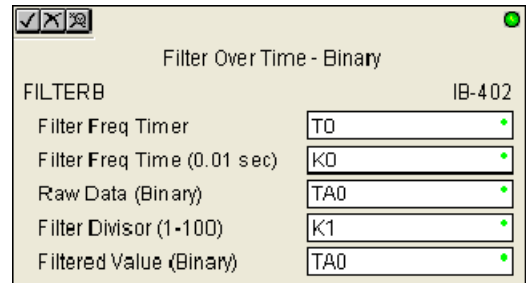 Filter Over Time - Binary
FILTERB IB-402
Filter Freq Timer T0
Filter Freq Time (0.01 sec) K0
Raw Data (Binary) TA0
Filter Divisor (1-100) K1
Filtered Value (Binary) TA0